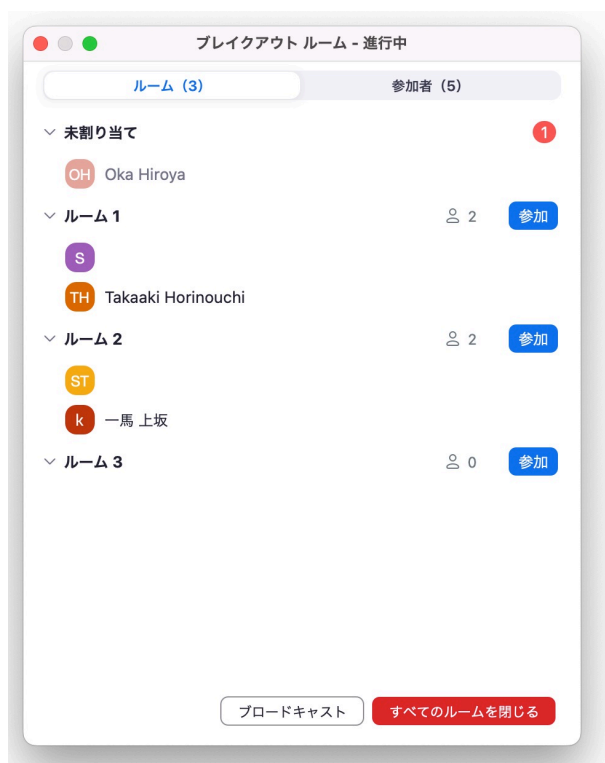 ブレイクアウト ルーム - 進行中
ルーム（3） 参加者（5）
未割り当て 1
OH Oka Hiroya
ルーム 1 2 参加
S
TH Takaaki Horinouchi
ルーム 2 2 参加
ST
k 一馬 上坂
ルーム 3 0 参加
ブロードキャスト すべてのルームを閉じる